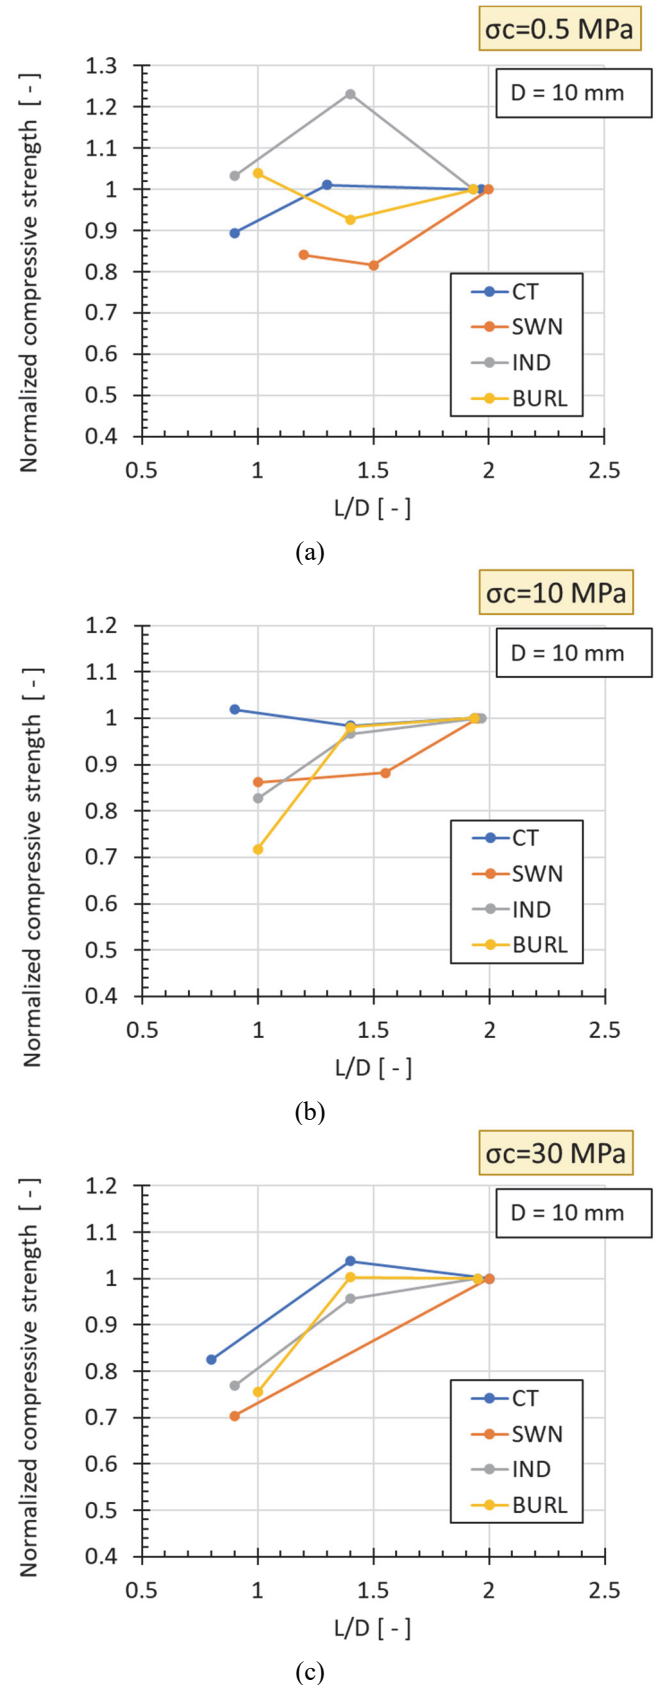 σc=0.5 MPa
D = 10 mm
Normalized compressive strength [ - ]
1.3
1.2
1.1
1
0.9
0.8
0.7
0.6
0.5
0.4
CT
SWN
IND
BURL
0.5 1 1.5 2 2.5
L/D [ - ]
(a)
σc=10 MPa
D = 10 mm
Normalized compressive strength [ - ]
1.2
1.1
1
0.9
0.8
0.7
0.6
0.5
0.4
CT
SWN
IND
BURL
0.5 1 1.5 2 2.5
L/D [ - ]
(b)
σc=30 MPa
D = 10 mm
Normalized compressive strength [ - ]
1.2
1.1
1
0.9
0.8
0.7
0.6
0.5
0.4
CT
SWN
IND
BURL
0.5 1 1.5 2 2.5
L/D [ - ]
(c)